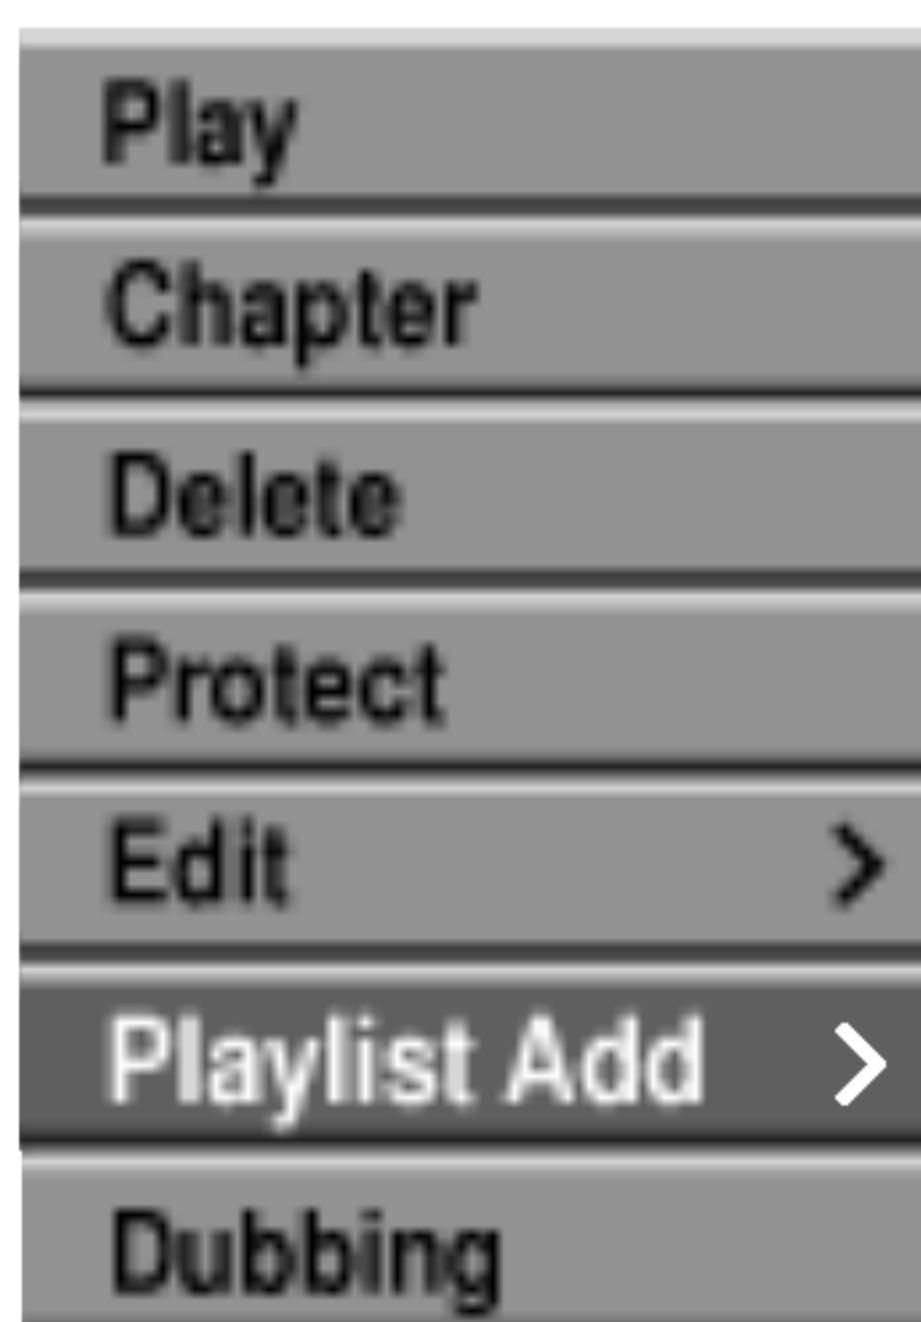 Play
Chapter
Delete
Protect
Edit >
Playlist Add >
Dubbing